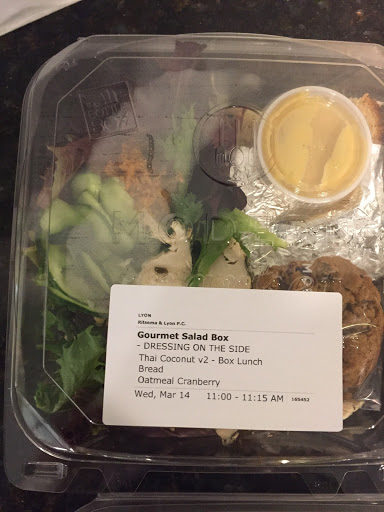 LYON
Ritsema & Lyon P.C.
Gourmet Salad Box
- DRESSING ON THE SIDE
Thai Coconut v2 - Box Lunch
Bread
Oatmeal Cranberry
Wed, Mar 14 11:00 - 11:15 AM 165453